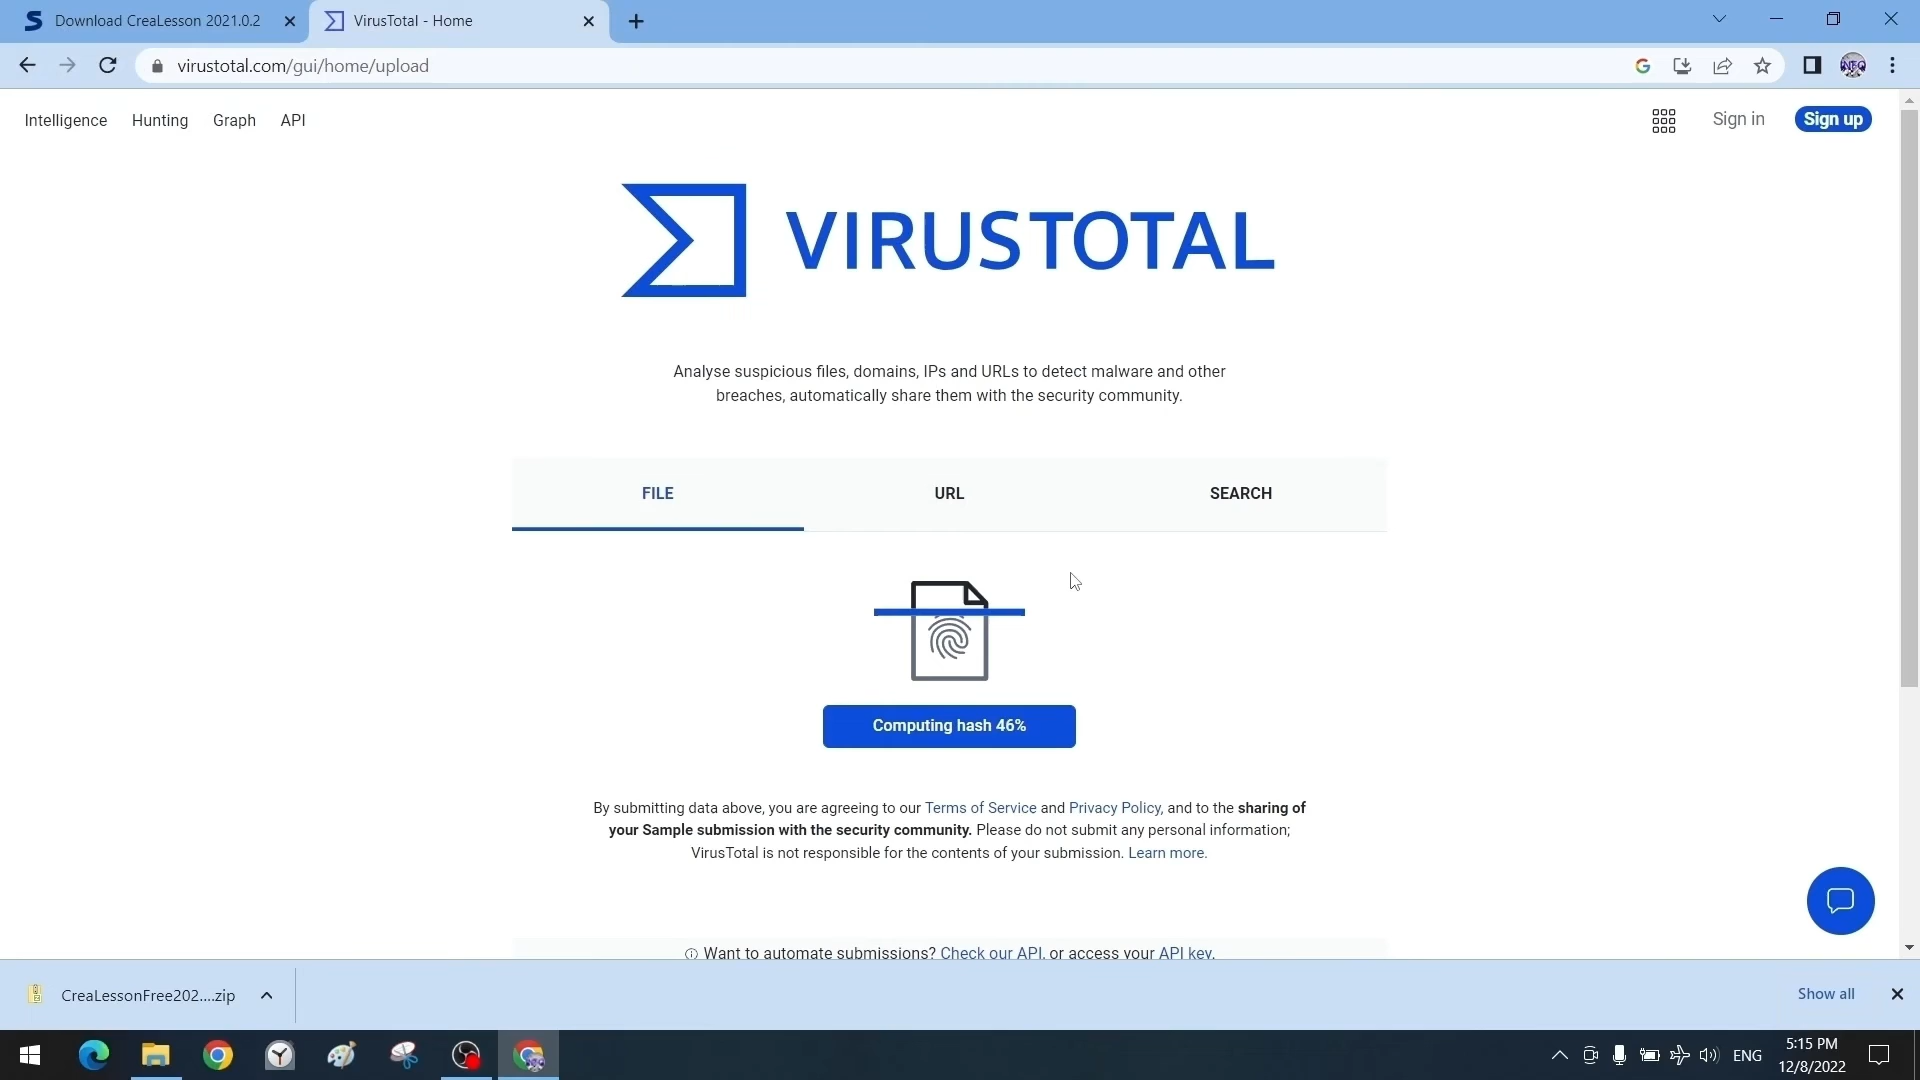 Download CreaLesson 2021.0.2
VirusTotal - Home
virustotal.com/gui/home/upload
Intelligence Hunting Graph API
Sign in Sign up
VIRUSTOTAL
Analyse suspicious files, domains, IPs and URLs to detect malware and other
breaches, automatically share them with the security community.
FILE URL SEARCH
Computing hash 46%
By submitting data above, you are agreeing to our Terms of Service and Privacy Policy, and to the sharing of
your Sample submission with the security community. Please do not submit any personal information;
VirusTotal is not responsible for the contents of your submission. Learn more.
Want to automate submissions? Check our API, or access your API key.
CreaLessonFree202....zip
Show all
ENG
5:15 PM
12/8/2022